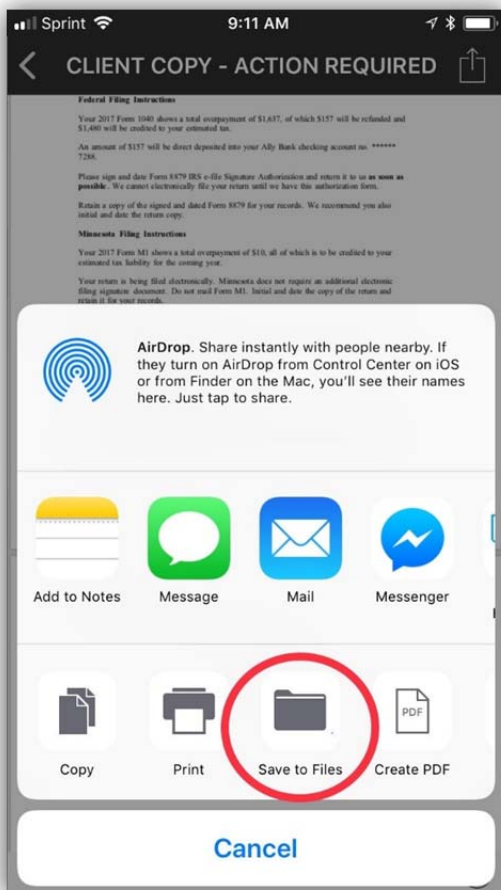 Sprint
9:11 AM
CLIENT COPY - ACTION REQUIRED
Federal Filing Instructions
Your 2017 Form 1040 shows a total overpayment of $1,637, of which $157 will be refunded and
$1,480 will be credited to your estimated tax.
An amount of $157 will be direct deposited into your Ally Bank checking account no. ******
7288.
Please sign and date Form 8879 IRS e-file Signature Authorization and return it to us as soon as
possible. We cannot electronically file your return until we have this authorization form.
Retain a copy of the signed and dated Form 8879 for your records. We recommend you also
initial and date the return copy.
Minnesota Filing Instructions
Your 2017 Form M1 shows a total overpayment of $10, all of which is to be credited to your
estimated tax liability for the coming year.
Your return is being filed electronically. Minnesota does not require an additional electronic
filing signature document. Do not mail Form M1. Initial and date the copy of the return and
retain it for your records.
AirDrop. Share instantly with people nearby. If
they turn on AirDrop from Control Center on iOS
or from Finder on the Mac, you'll see their names
here. Just tap to share.
Add to Notes
Message
Mail
Messenger
PDF
Copy
Print
Save to Files
Create PDF
Cancel